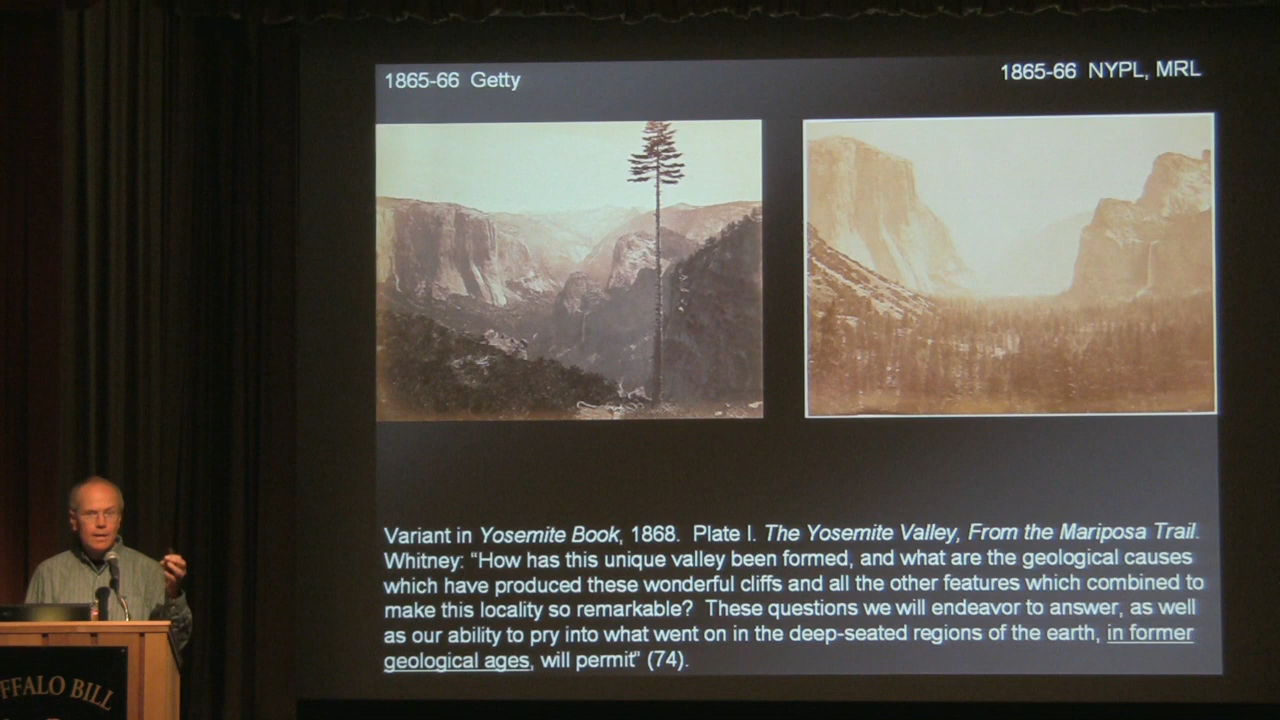 1865-66 Getty
1865-66 NYPL, MRL
Variant in Yosemite Book, 1868. Plate I. The Yosemite Valley, From the Mariposa Trail.
Whitney: “How has this unique valley been formed, and what are the geological causes
which have produced these wonderful cliffs and all the other features which combined to
make this locality so remarkable? These questions we will endeavor to answer, as well
as our ability to pry into what went on in the deep-seated regions of the earth, in former
geological ages, will permit” (74).
FFALO BILL